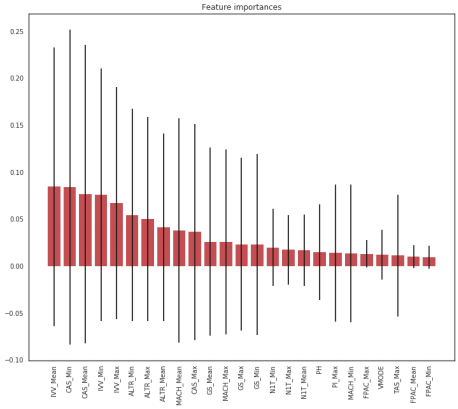 Feature importances
0.25
0.20
0.15
0.10
0.05
0.00
−0.05
−0.10
IVV_Mean
CAS_Min
CAS_Mean
IVV_Min
IVV_Max
ALTR_Min
ALTR_Max
ALTR_Mean
MACH_Mean
CAS_Max
GS_Mean
MACH_Max
GS_Max
GS_Min
N1T_Min
N1T_Max
N1T_Mean
PH
PI_Max
MACH_Min
FPAC_Max
VMODE
TAS_Max
FPAC_Mean
FPAC_Min